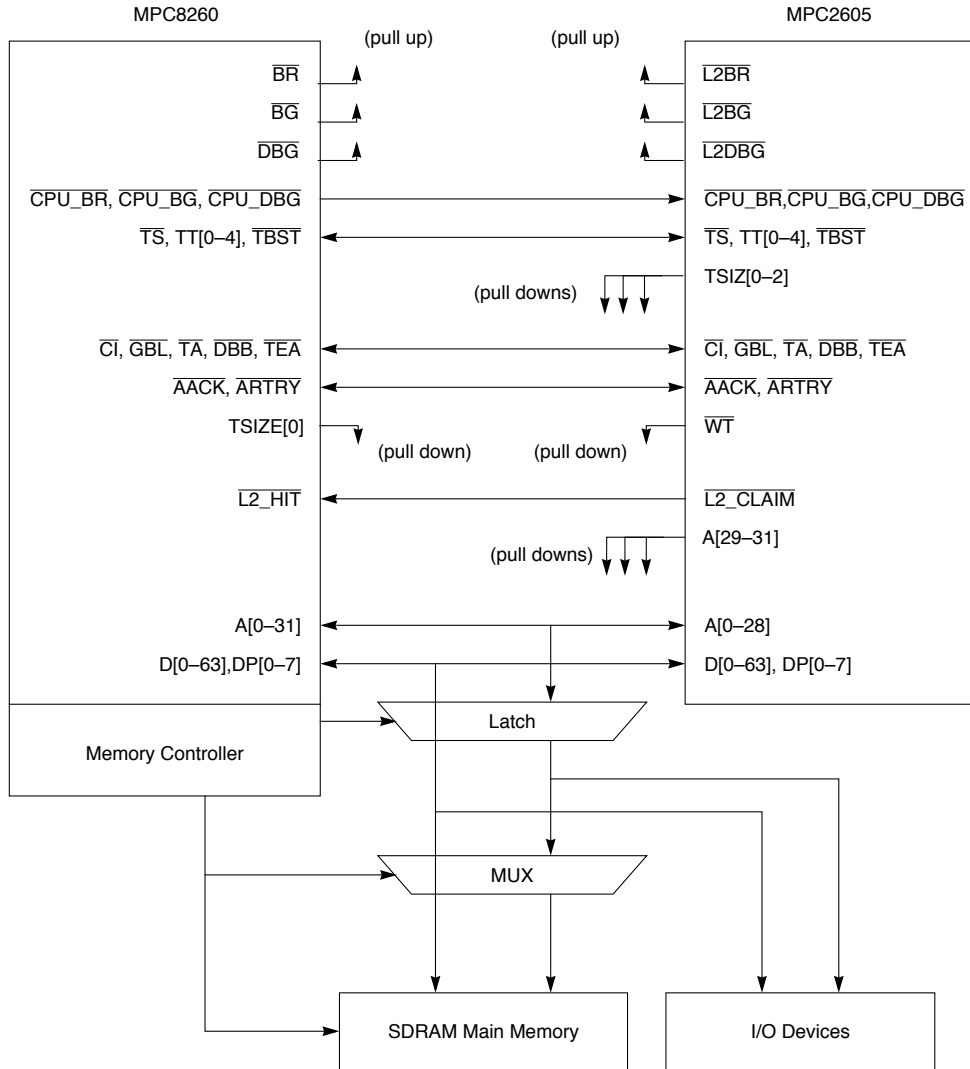 MPC8260 MPC2605
(pull up) (pull up)
BR L2BR
BG L2BG
DBG L2DBG
CPU_BR, CPU_BG, CPU_DBG CPU_BR,CPU_BG,CPU_DBG
TS, TT[0–4], TBST TS, TT[0–4], TBST
TSIZ[0–2]
(pull downs)
CI, GBL, TA, DBB, TEA CI, GBL, TA, DBB, TEA
AACK, ARTRY AACK, ARTRY
TSIZE[0] WT
(pull down) (pull down)
L2_HIT L2_CLAIM
A[29–31]
(pull downs)
A[0–31] A[0–28]
D[0–63],DP[0–7] D[0–63], DP[0–7]
Latch
Memory Controller
MUX
SDRAM Main Memory I/O Devices